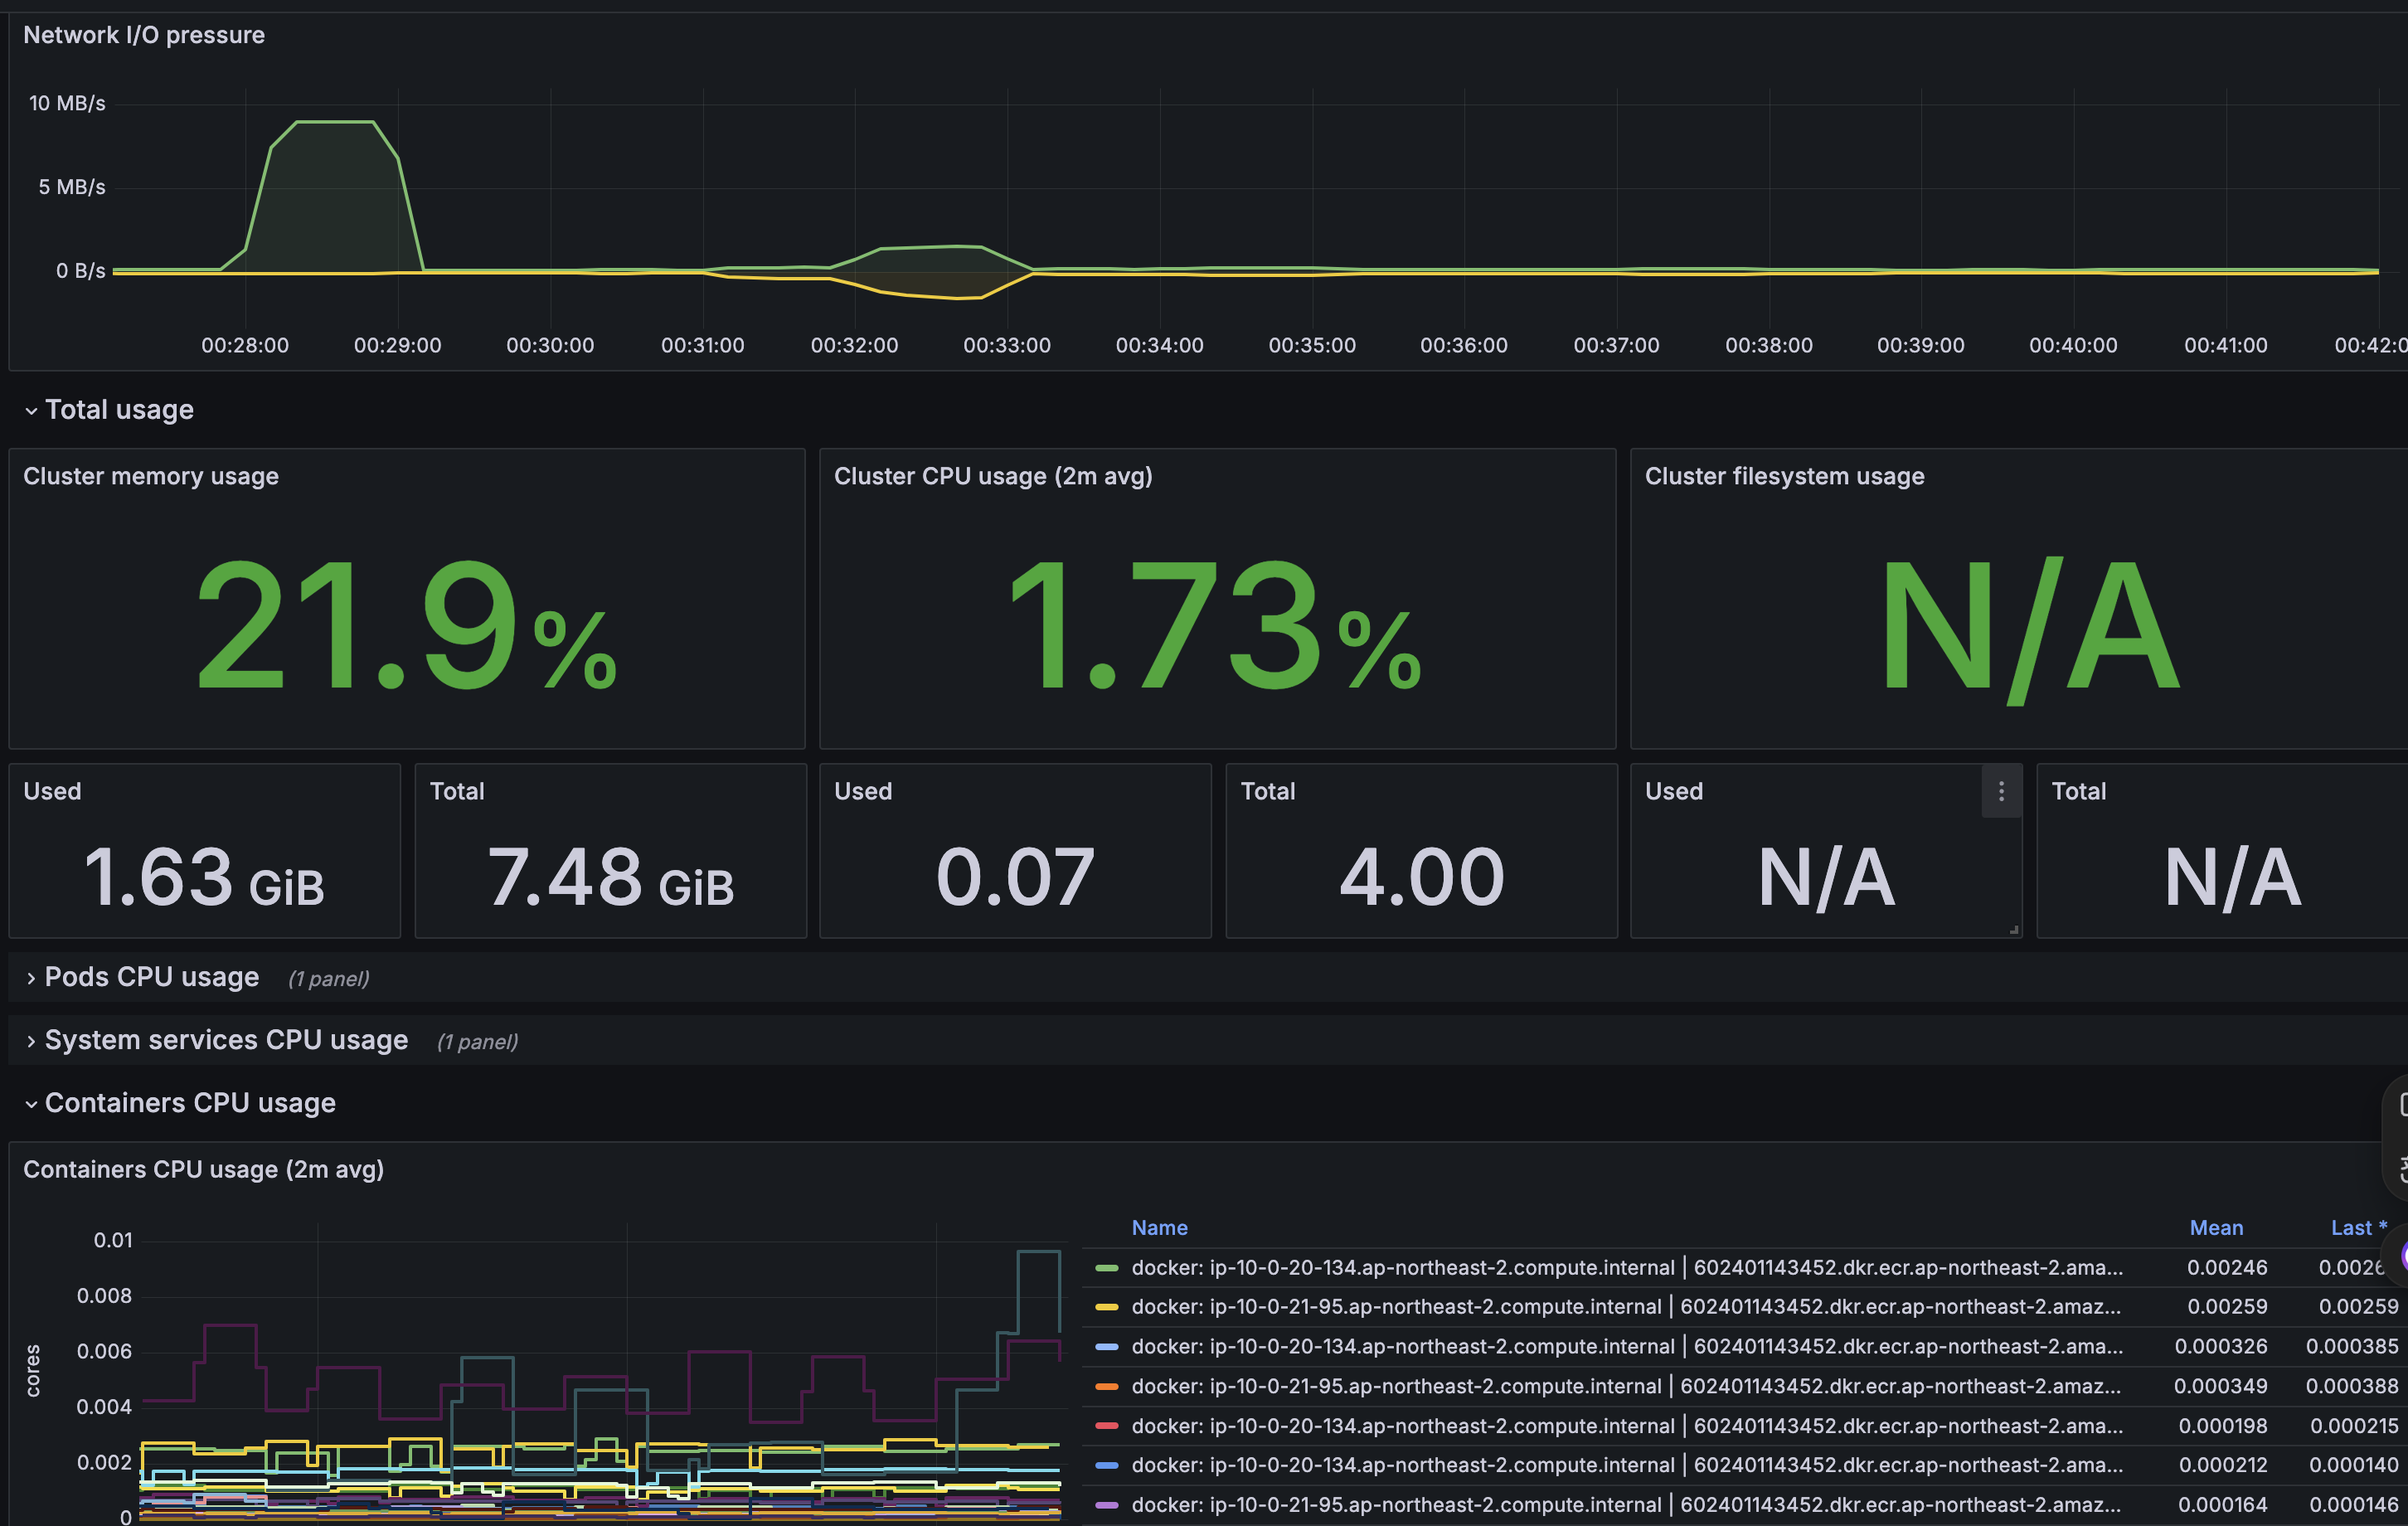 Network I/O pressure
10 MB/s
5 MB/s
0 B/s
00:28:00 00:29:00 00:30:00 00:31:00 00:32:00 00:33:00 00:34:00 00:35:00 00:36:00 00:37:00 00:38:00 00:39:00 00:40:00 00:41:00 00:42:0
Total usage
Cluster memory usage
21.9%
Cluster CPU usage (2m avg)
1.73%
Cluster filesystem usage
N/A
Used
1.63 GiB
Total
7.48 GiB
Used
0.07
Total
4.00
Used
N/A
Total
N/A
Pods CPU usage (1 panel)
System services CPU usage (1 panel)
Containers CPU usage
Containers CPU usage (2m avg)
cores
0.01
0.008
0.006
0.004
0.002
0
Name Mean Last *
docker: ip-10-0-20-134.ap-northeast-2.compute.internal | 602401143452.dkr.ecr.ap-northeast-2.ama... 0.00246 0.0026
docker: ip-10-0-21-95.ap-northeast-2.compute.internal | 602401143452.dkr.ecr.ap-northeast-2.amaz... 0.00259 0.00259
docker: ip-10-0-20-134.ap-northeast-2.compute.internal | 602401143452.dkr.ecr.ap-northeast-2.ama... 0.000326 0.000385
docker: ip-10-0-21-95.ap-northeast-2.compute.internal | 602401143452.dkr.ecr.ap-northeast-2.amaz... 0.000349 0.000388
docker: ip-10-0-20-134.ap-northeast-2.compute.internal | 602401143452.dkr.ecr.ap-northeast-2.ama... 0.000198 0.000215
docker: ip-10-0-20-134.ap-northeast-2.compute.internal | 602401143452.dkr.ecr.ap-northeast-2.ama... 0.000212 0.000140
docker: ip-10-0-21-95.ap-northeast-2.compute.internal | 602401143452.dkr.ecr.ap-northeast-2.amaz... 0.000164 0.000146